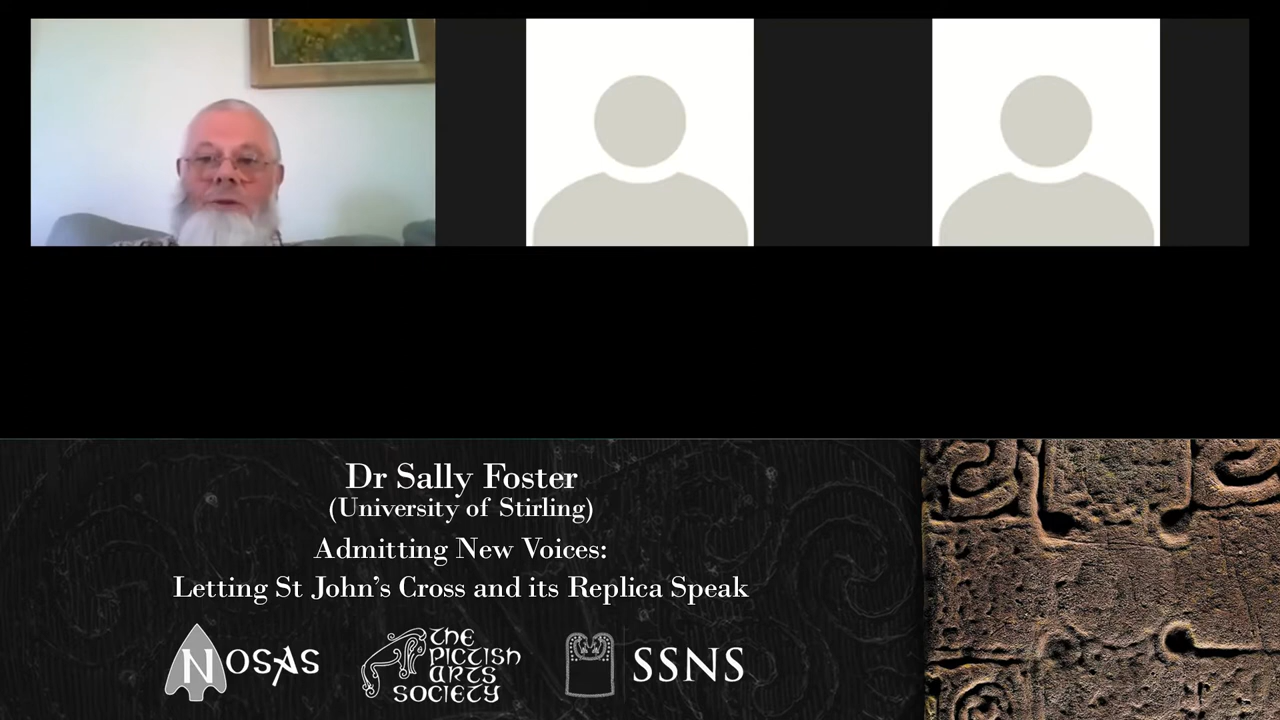 Dr Sally Foster
(University of Stirling)
Admitting New Voices:
Letting St John's Cross and its Replica Speak
NOSAS
THE
PICTISH
ARTS
SOCIETY
SSNS